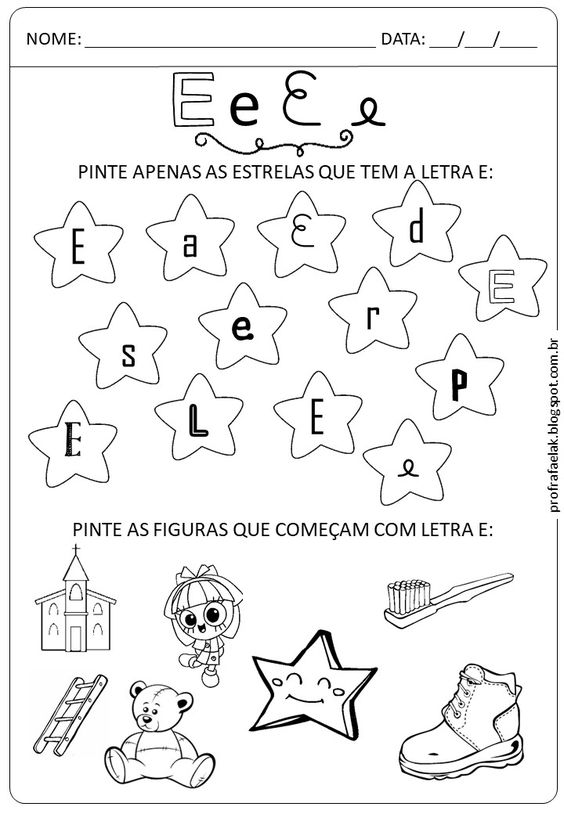 NOME: ______________________________ DATA: ___/___/____
E e E e
PINTE APENAS AS ESTRELAS QUE TEM A LETRA E:
E a E d
E
s e r
P
E L E
e
PINTE AS FIGURAS QUE COMEÇAM COM LETRA E:
profrafaelak.blogspot.com.br